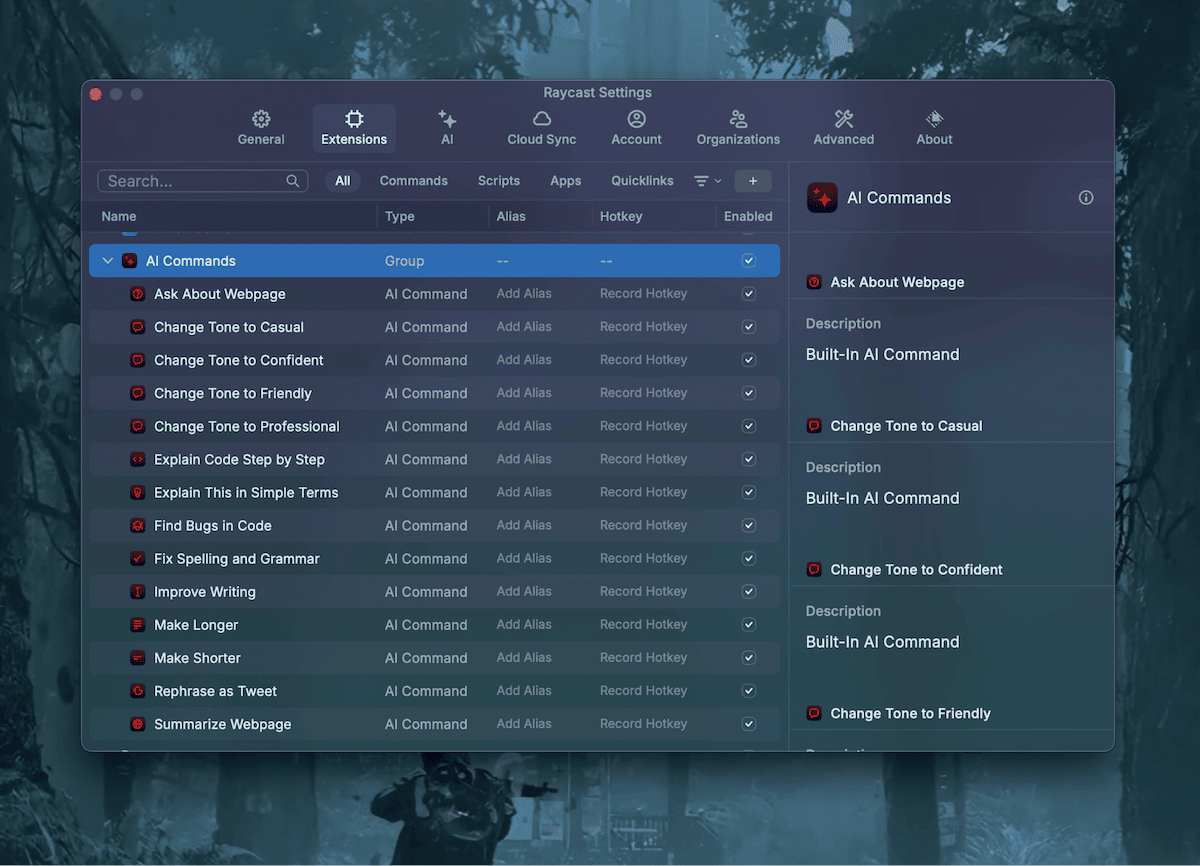 Raycast Settings
General Extensions AI Cloud Sync Account Organizations Advanced About
Search... All Commands Scripts Apps Quicklinks +
Name Type Alias Hotkey Enabled
AI Commands Group -- --
Ask About Webpage AI Command Add Alias Record Hotkey
Change Tone to Casual AI Command Add Alias Record Hotkey
Change Tone to Confident AI Command Add Alias Record Hotkey
Change Tone to Friendly AI Command Add Alias Record Hotkey
Change Tone to Professional AI Command Add Alias Record Hotkey
Explain Code Step by Step AI Command Add Alias Record Hotkey
Explain This in Simple Terms AI Command Add Alias Record Hotkey
Find Bugs in Code AI Command Add Alias Record Hotkey
Fix Spelling and Grammar AI Command Add Alias Record Hotkey
Improve Writing AI Command Add Alias Record Hotkey
Make Longer AI Command Add Alias Record Hotkey
Make Shorter AI Command Add Alias Record Hotkey
Rephrase as Tweet AI Command Add Alias Record Hotkey
Summarize Webpage AI Command Add Alias Record Hotkey
AI Commands
Ask About Webpage
Description
Built-In AI Command
Change Tone to Casual
Description
Built-In AI Command
Change Tone to Confident
Description
Built-In AI Command
Change Tone to Friendly